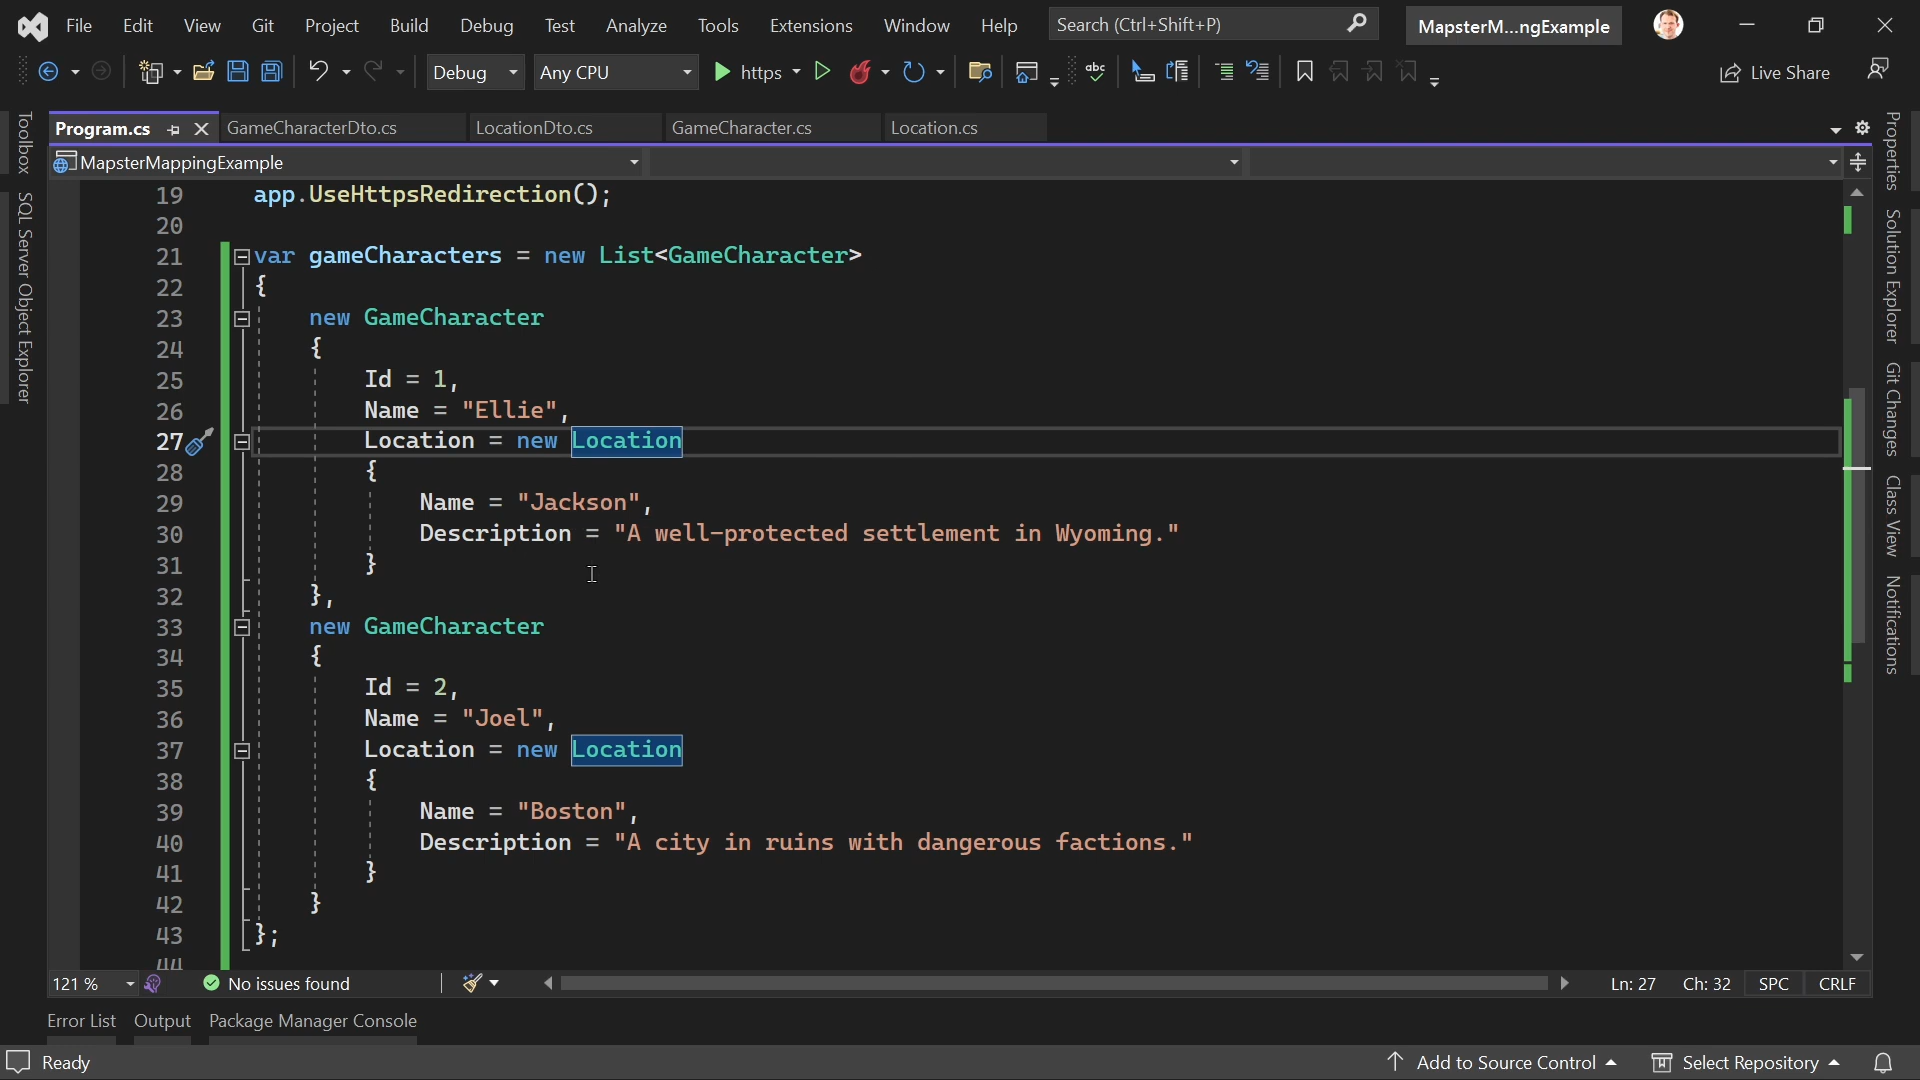 File Edit View Git Project Build Debug Test Analyze Tools Extensions Window Help Search (Ctrl+Shift+P) MapsterM...ngExample
Debug Any CPU https abc Live Share
Program.cs GameCharacterDto.cs LocationDto.cs GameCharacter.cs Location.cs
MapsterMappingExample
Toolbox
SQL Server Object Explorer
19 app.UseHttpsRedirection();
20
21 var gameCharacters = new List<GameCharacter>
22 {
23 new GameCharacter
24 {
25 Id = 1,
26 Name = "Ellie",
27 Location = new Location
28 {
29 Name = "Jackson",
30 Description = "A well-protected settlement in Wyoming."
31 }
32 },
33 new GameCharacter
34 {
35 Id = 2,
36 Name = "Joel",
37 Location = new Location
38 {
39 Name = "Boston",
40 Description = "A city in ruins with dangerous factions."
41 }
42 }
43 };
44
Properties
Solution Explorer
Git Changes
Class View
Notifications
121 % No issues found Ln: 27 Ch: 32 SPC CRLF
Error List Output Package Manager Console
Ready Add to Source Control Select Repository